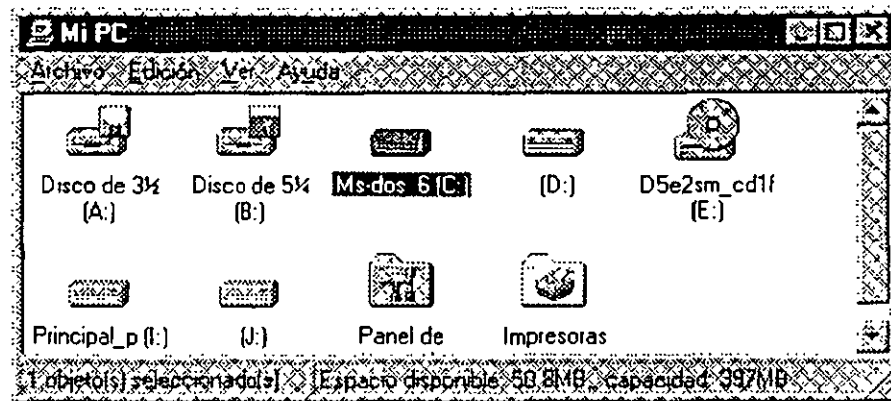 Mi PC
Archivo Edición Ver Ayuda
Disco de 3½ (A:)
Disco de 5¼ (B:)
Ms-dos_6 (C:)
(D:)
D5e2sm_cd1f (E:)
Principal_p (I:)
(J:)
Panel de
Impresoras
1 objeto(s) seleccionado(s) Espacio disponible: 50.8MB, capacidad: 397MB